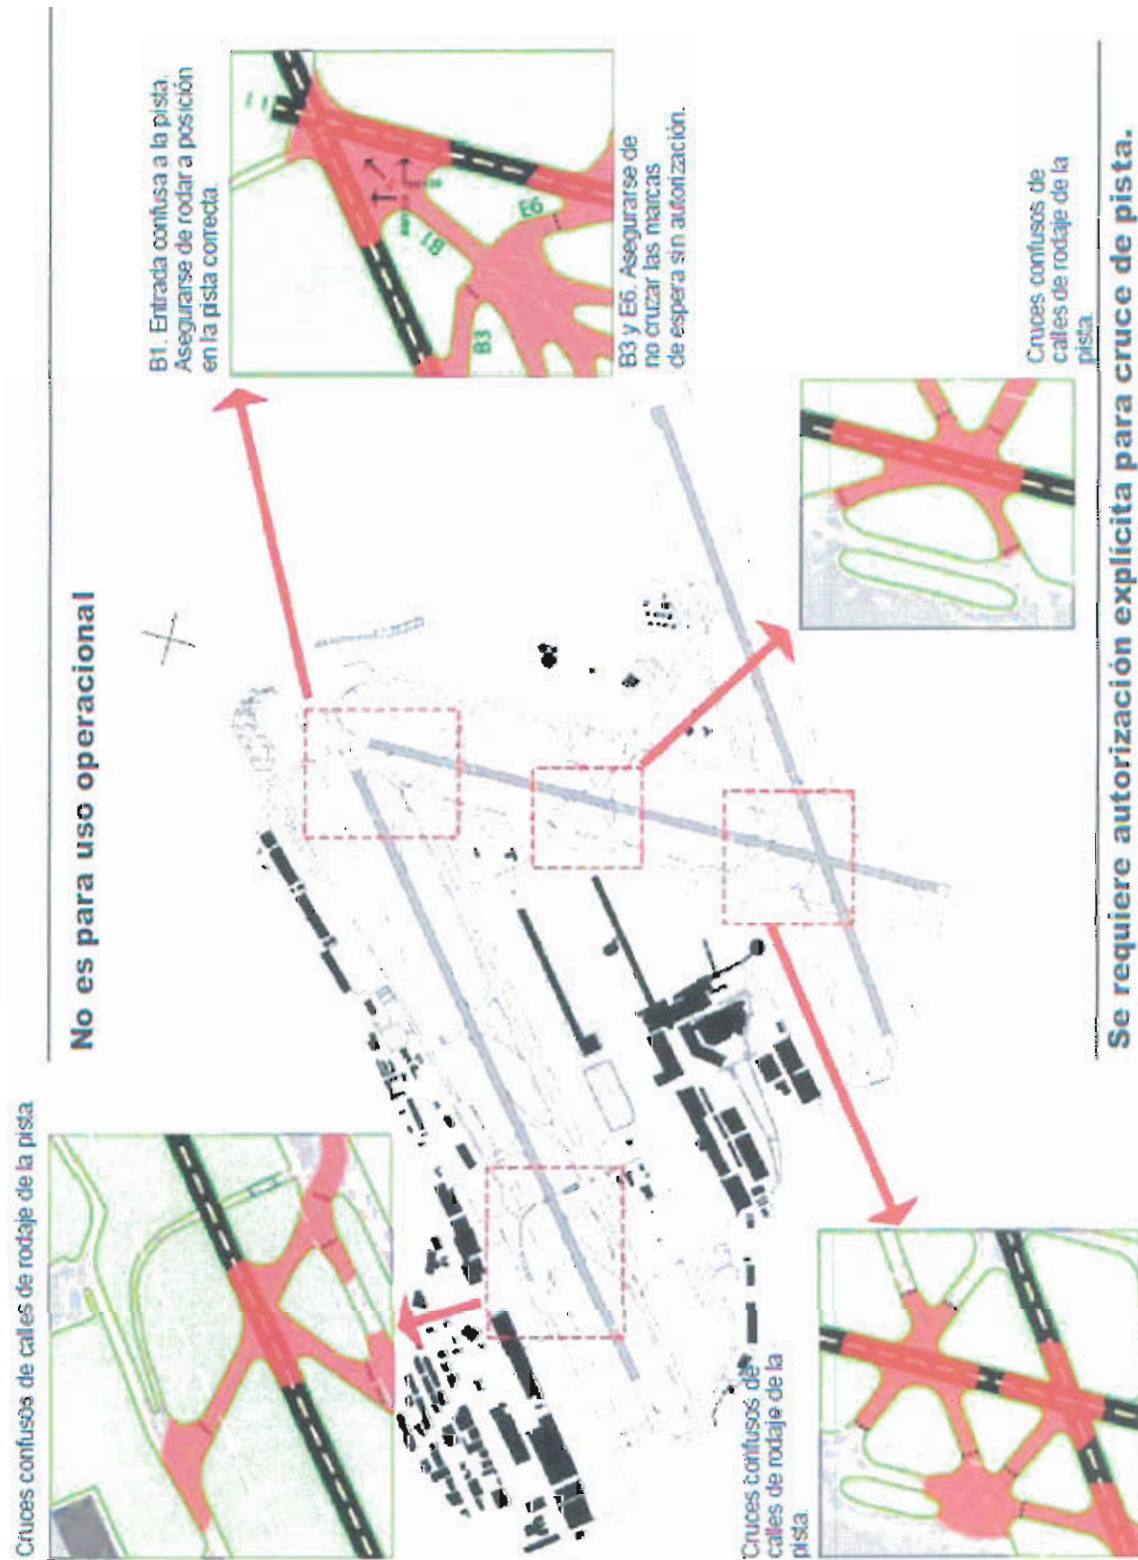 No es para uso operacional
Cruces confusos de calles de rodaje de la pista
B1. Entrada confusa a la pista.
Asegurarse de rodar a posición
en la pista correcta.
B1
B3
E6
B3 y E6. Asegurarse de
no cruzar las marcas
de espera sin autorización.
Cruces confusos de
calles de rodaje de la
pista.
Cruces confusos de
calles de rodaje de la
pista.
Se requiere autorización explícita para cruce de pista.